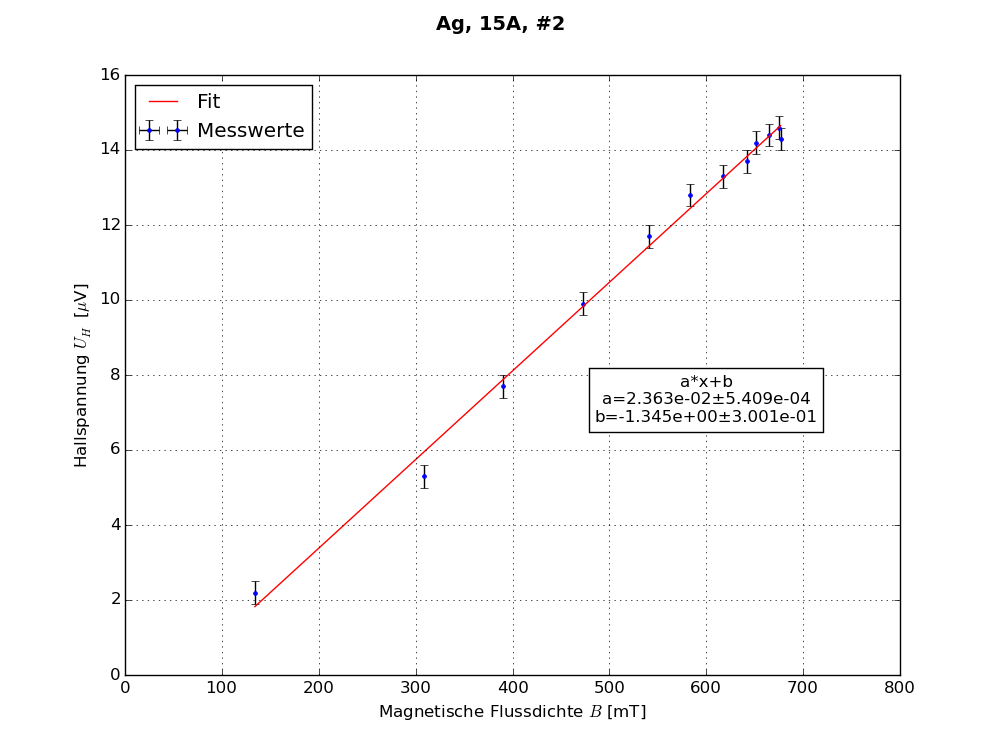 Ag, 15A, #2
16
14
12
10
8
6
4
2
0
Hallspannung U_H [μV]
Fit
Messwerte
a*x+b
a=2.363e-02±5.409e-04
b=-1.345e+00±3.001e-01
0 100 200 300 400 500 600 700 800
Magnetische Flussdichte B [mT]